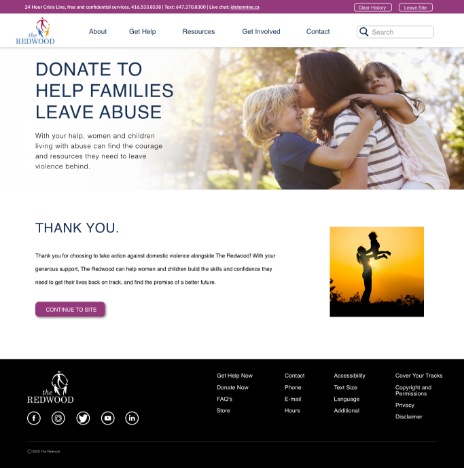 24 Hour Crisis Line, free and confidential services. 416.533.8538 | Text: 647.370.8300 | Live chat:
Clear History
Leave Site
the
REDWOOD
About
Get Help
Resources
Get Involved
Contact
Search
DONATE TO
HELP FAMILIES
LEAVE ABUSE
With your help, women and children
living with abuse can find the courage
and resources they need to leave
violence behind.
THANK YOU.
Thank you for choosing to take action against domestic violence alongside The Redwood! With your
generous support, The Redwood can help women and children build the skills and confidence they
need to get their lives back on track, and find the promise of a better future.
CONTINUE TO SITE
the
REDWOOD
Get Help Now
Donate Now
FAQ's
Store
Contact
Phone
E-mail
Hours
Accessibility
Text Size
Language
Additional
Cover Your Tracks
Copyright and
Permissions
Privacy
Disclaimer
The Redwood